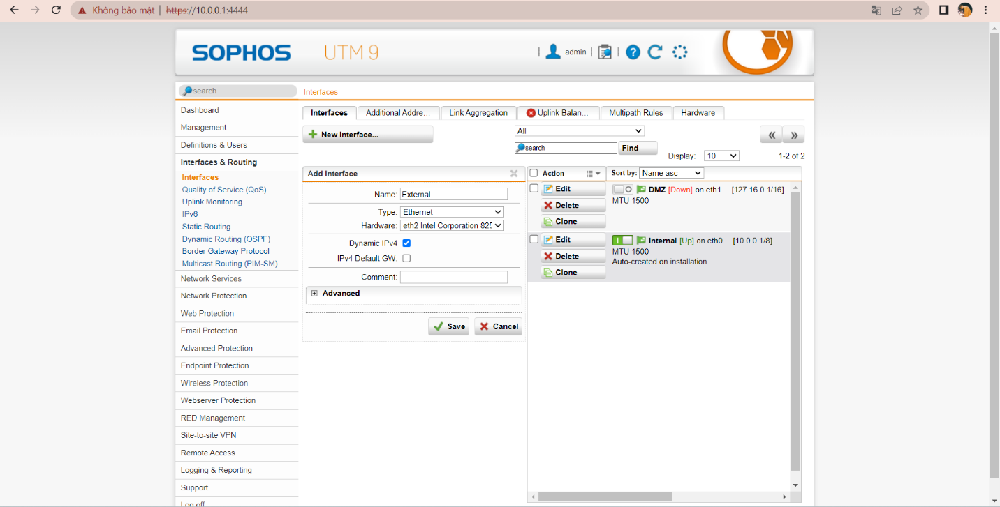 Không bảo mật | https://10.0.0.1:4444
SOPHOS UTM 9
| admin | |
search
Interfaces
Dashboard
Management
Definitions & Users
Interfaces & Routing
Interfaces
Quality of Service (QoS)
Uplink Monitoring
IPv6
Static Routing
Dynamic Routing (OSPF)
Border Gateway Protocol
Multicast Routing (PIM-SM)
Network Services
Network Protection
Web Protection
Email Protection
Advanced Protection
Endpoint Protection
Wireless Protection
Webserver Protection
RED Management
Site-to-site VPN
Remote Access
Logging & Reporting
Support
Log off
Interfaces Additional Addre... Link Aggregation Uplink Balan... Multipath Rules Hardware
New Interface...
All
search Find
Display: 10 1-2 of 2
Add Interface
Name: External
Type: Ethernet
Hardware: eth2 Intel Corporation 825
Dynamic IPv4
IPv4 Default GW:
Comment:
Advanced
Save Cancel
Action Sort by: Name asc
Edit DMZ [Down] on eth1 [127.16.0.1/16]
Delete MTU 1500
Clone
Edit Internal [Up] on eth0 [10.0.0.1/8]
Delete MTU 1500
Auto-created on installation
Clone